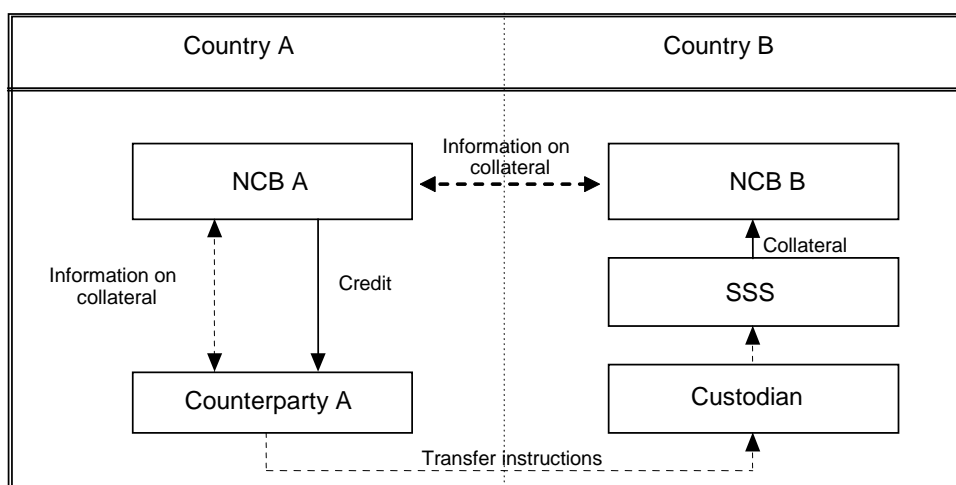 Country A
Country B
Information on
collateral
NCB A
NCB B
Collateral
Information on
collateral
Credit
SSS
Counterparty A
Custodian
Transfer instructions